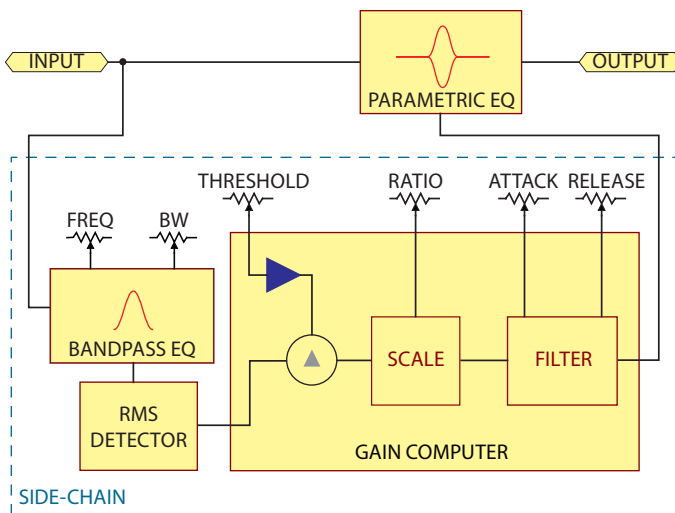 INPUT
OUTPUT
PARAMETRIC EQ
THRESHOLD
RATIO
ATTACK
RELEASE
FREQ
BW
BANDPASS EQ
SCALE
FILTER
RMS
DETECTOR
GAIN COMPUTER
SIDE-CHAIN